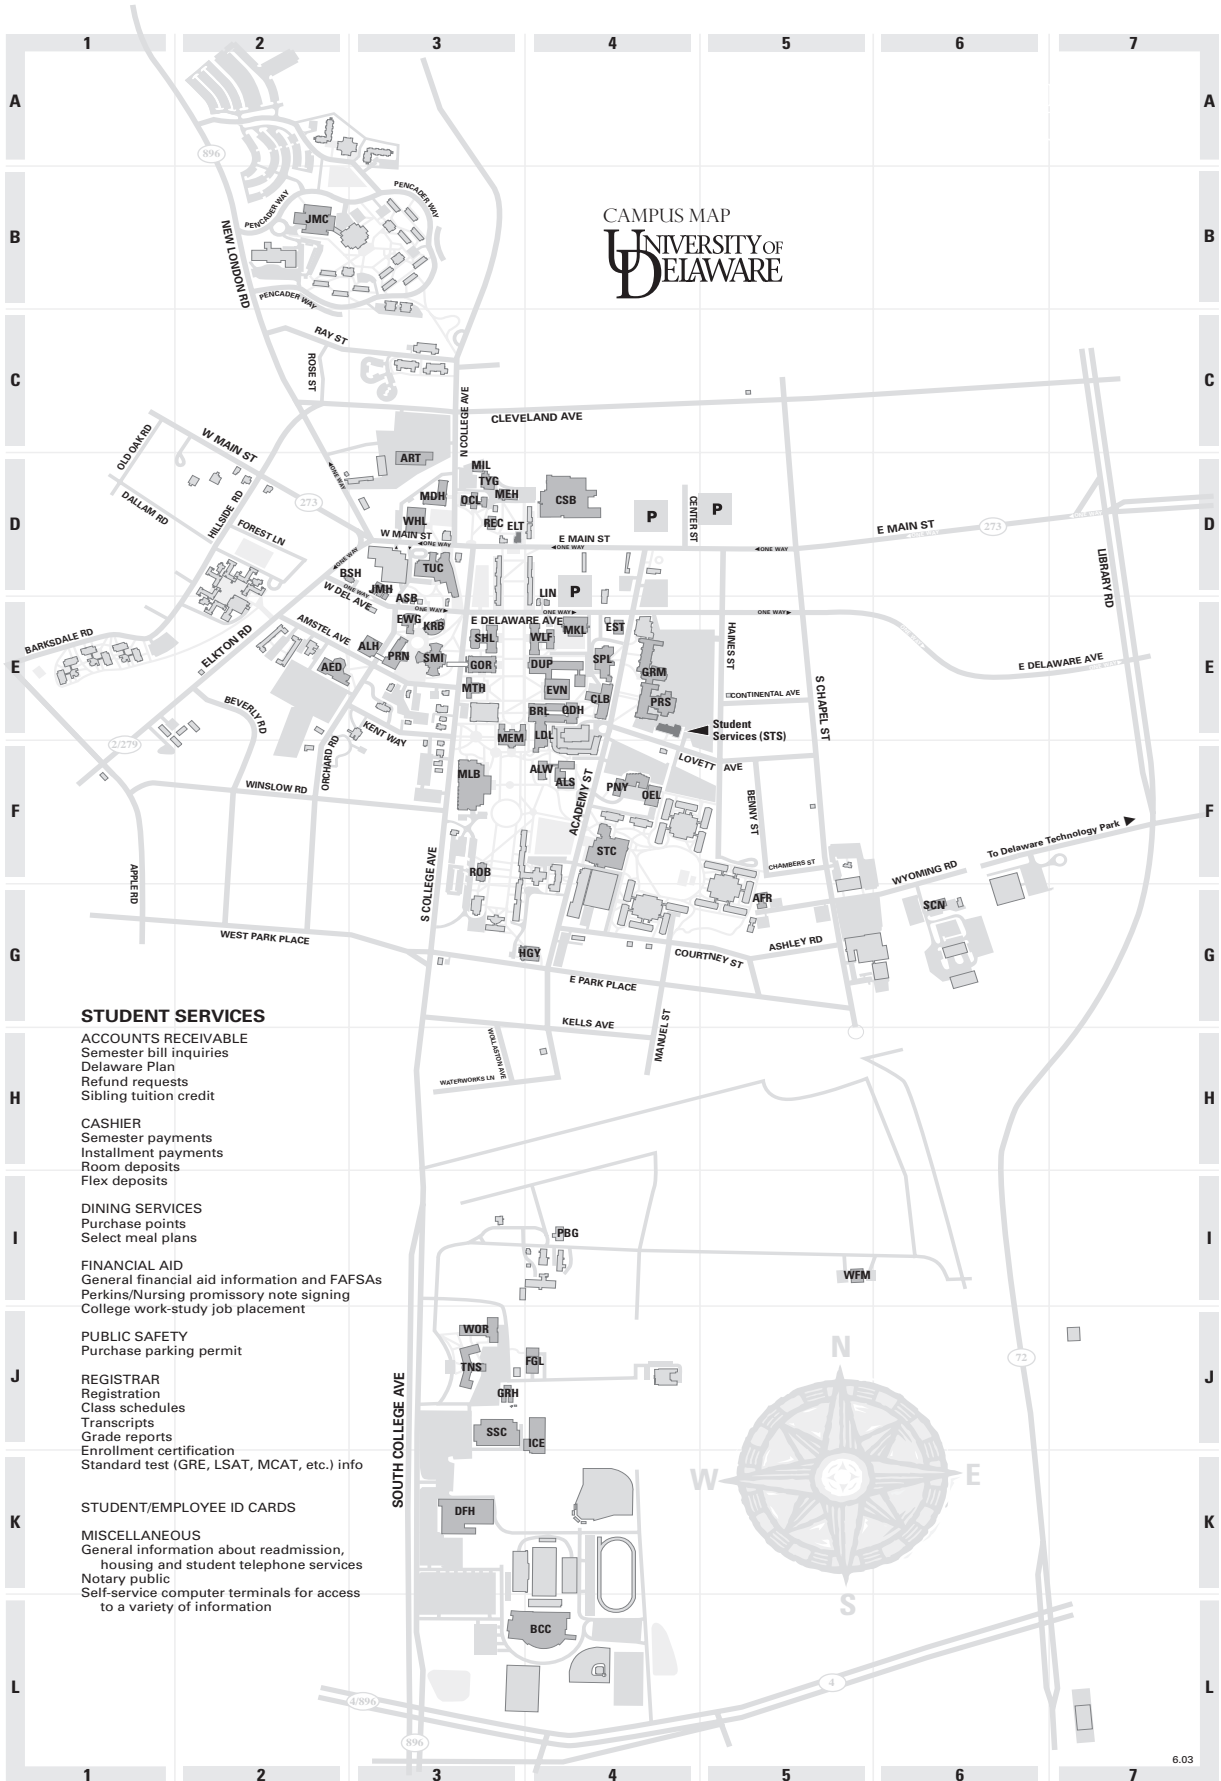 1 2 3 4 5 6 7
A A
896
PENCADER WAY
PENCADER WAY
B B
JMC
CAMPUS MAP
UNIVERSITY OF
DELAWARE
NEW LONDON RD
PENCADER WAY
RAY ST
ROSE ST
C C
N COLLEGE AVE
CLEVELAND AVE
OLD OAK RD
W MAIN ST
ART
ONE WAY
MIL
TYG
MEH
MDH
OCL
CSB
DALLAM RD
HILLSIDE RD
273
D D
P
P
CENTER ST
WHL
REC
ELT
FOREST LN
W MAIN ST
ONE WAY
E MAIN ST
ONE WAY
ONE WAY
E MAIN ST
273
LIBRARY RD
ONE WAY
BSH
TUC
JMH
ASB
ONE WAY
W DEL AVE
LIN
P
ONE WAY
E DELAWARE AVE
ONE WAY
ONE WAY
EWG
KRB
AMSTEL AVE
BARKSDALE RD
ELKTON RD
ALH
PRN
SMI
SHL
WLF
MKL
EST
HAINES ST
E E
AED
GOR
DUP
SPL
GRM
E DELAWARE AVE
MTH
EVN
CLB
PRS
CONTINENTAL AVE
S CHAPEL ST
BEVERLY RD
BRL
QDH
Student
Services (STS)
KENT WAY
MEM
LDL
2/279
ORCHARD RD
LOVETT AVE
MLB
ALW
ALS
WINSLOW RD
ACADEMY ST
PNY
OEL
BENNY ST
F F
To Delaware Technology Park
STC
CHAMBERS ST
WYOMING RD
APPLE RD
ROB
S COLLEGE AVE
AFR
SCN
WEST PARK PLACE
ASHLEY RD
G G
HGY
COURTNEY ST
E PARK PLACE
KELLS AVE
MANUEL ST
WOLLASTON AVE
WATERWORKS LN
H H
STUDENT SERVICES
ACCOUNTS RECEIVABLE
Semester bill inquiries
Delaware Plan
Refund requests
Sibling tuition credit
CASHIER
Semester payments
Installment payments
Room deposits
Flex deposits
DINING SERVICES
Purchase points
Select meal plans
FINANCIAL AID
General financial aid information and FAFSAs
Perkins/Nursing promissory note signing
College work-study job placement
PUBLIC SAFETY
Purchase parking permit
REGISTRAR
Registration
Class schedules
Transcripts
Grade reports
Enrollment certification
Standard test (GRE, LSAT, MCAT, etc.) info
STUDENT/EMPLOYEE ID CARDS
MISCELLANEOUS
General information about readmission,
housing and student telephone services
Notary public
Self-service computer terminals for access
to a variety of information
I I
PBG
WFM
WOR
TNS
FGL
GRH
J J
72
SSC
ICE
SOUTH COLLEGE AVE
N
W E
S
DFH
K K
BCC
L L
4/896
4
896
6.03
1 2 3 4 5 6 7